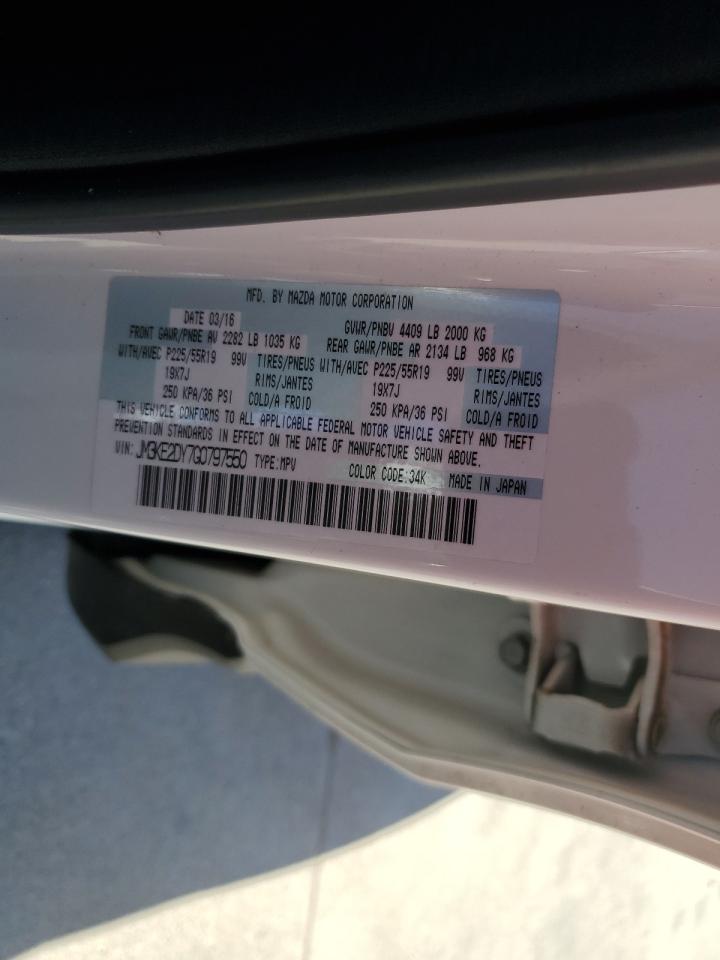 MFD. BY MAZDA MOTOR CORPORATION
DATE 03/16 GVWR/PNBV 4409 LB 2000 KG
FRONT GAWR/PNBE AV 2282 LB 1035 KG REAR GAWR/PNBE AR 2134 LB 968 KG
WITH/AVEC P225/55R19 99V TIRES/PNEUS WITH/AVEC P225/55R19 99V TIRES/PNEUS
19X7J RIMS/JANTES 19X7J RIMS/JANTES
250 KPA/36 PSI COLD/A FROID 250 KPA/36 PSI COLD/A FROID
THIS VEHICLE CONFORMS TO ALL APPLICABLE FEDERAL MOTOR VEHICLE SAFETY AND THEFT
PREVENTION STANDARDS IN EFFECT ON THE DATE OF MANUFACTURE SHOWN ABOVE.
VIN: JM3KE2DY7G0797550 TYPE:MPV COLOR CODE:34K MADE IN JAPAN